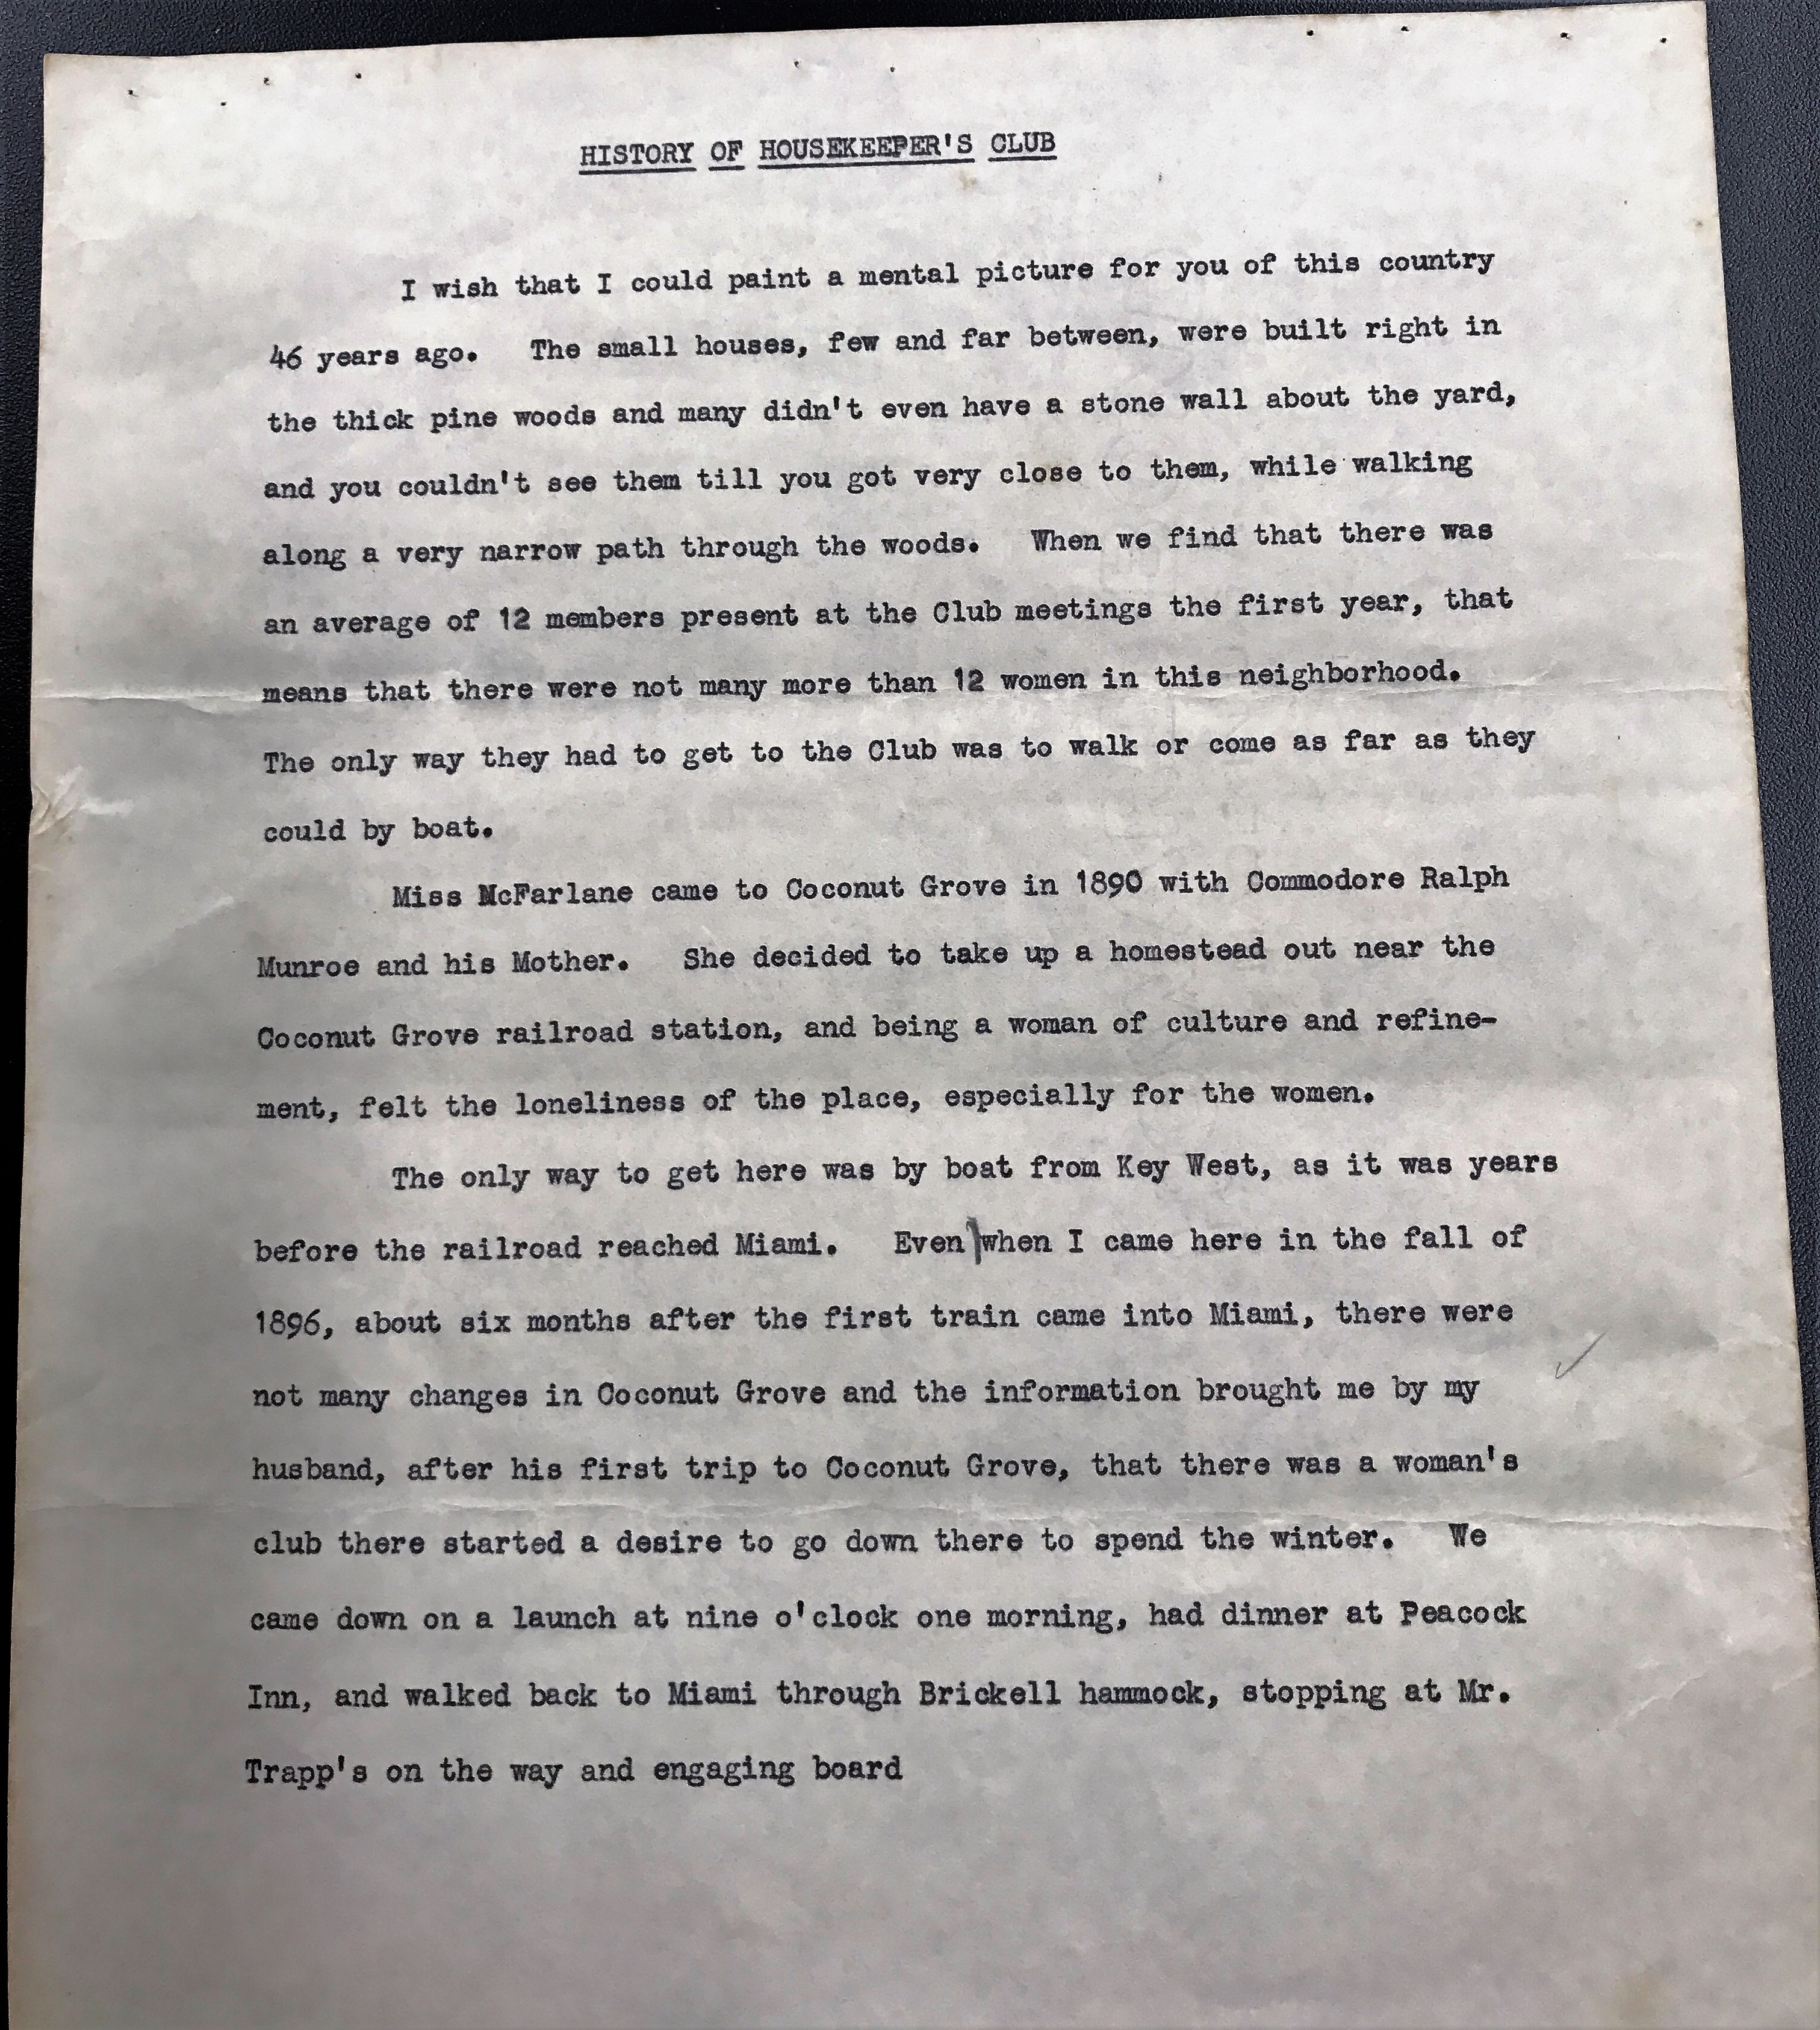 HISTORY OF HOUSEKEEPER'S CLUB
I wish that I could paint a mental picture for you of this country
46 years ago. The small houses, few and far between, were built right in
the thick pine woods and many didn't even have a stone wall about the yard,
and you couldn't see them till you got very close to them, while walking
along a very narrow path through the woods. When we find that there was
an average of 12 members present at the Club meetings the first year, that
means that there were not many more than 12 women in this neighborhood.
The only way they had to get to the Club was to walk or come as far as they
could by boat.
Miss McFarlane came to Coconut Grove in 1890 with Commodore Ralph
Munroe and his Mother. She decided to take up a homestead out near the
Coconut Grove railroad station, and being a woman of culture and refine-
ment, felt the loneliness of the place, especially for the women.
The only way to get here was by boat from Key West, as it was years
before the railroad reached Miami. Even when I came here in the fall of
1896, about six months after the first train came into Miami, there were
not many changes in Coconut Grove and the information brought me by my
husband, after his first trip to Coconut Grove, that there was a woman's
club there started a desire to go down there to spend the winter. We
came down on a launch at nine o'clock one morning, had dinner at Peacock
Inn, and walked back to Miami through Brickell hammock, stopping at Mr.
Trapp's on the way and engaging board